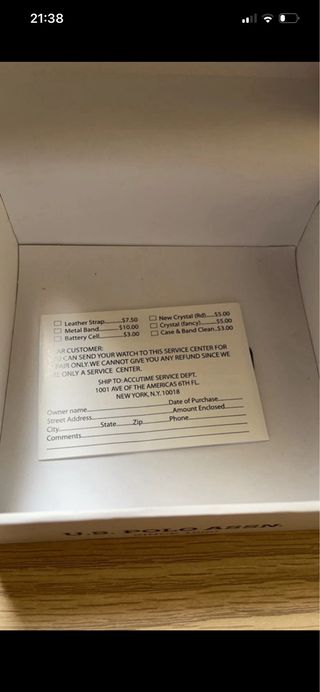 21:38
☐ Leather Strap..........$7.50 ☐ New Crystal (Rd)....$5.00
☐ Metal Band............$10.00 ☐ Crystal (fancy)........$5.00
☐ Battery Cell..............$3.00 ☐ Case & Band Clean..$3.00
AR CUSTOMER:
CAN SEND YOUR WATCH TO THIS SERVICE CENTER FOR
PAIR ONLY. WE CANNOT GIVE YOU ANY REFUND SINCE WE
RE ONLY A SERVICE CENTER.
SHIP TO: ACCUTIME SERVICE DEPT.
1001 AVE OF THE AMERICAS 6TH FL.
NEW YORK, N.Y. 10018
Owner name..............................Date of Purchase............
Street Address..............................Amount Enclosed........
City..................State...........Zip.............Phone......................
Comments............................................................
U.S. POLO ASSN.